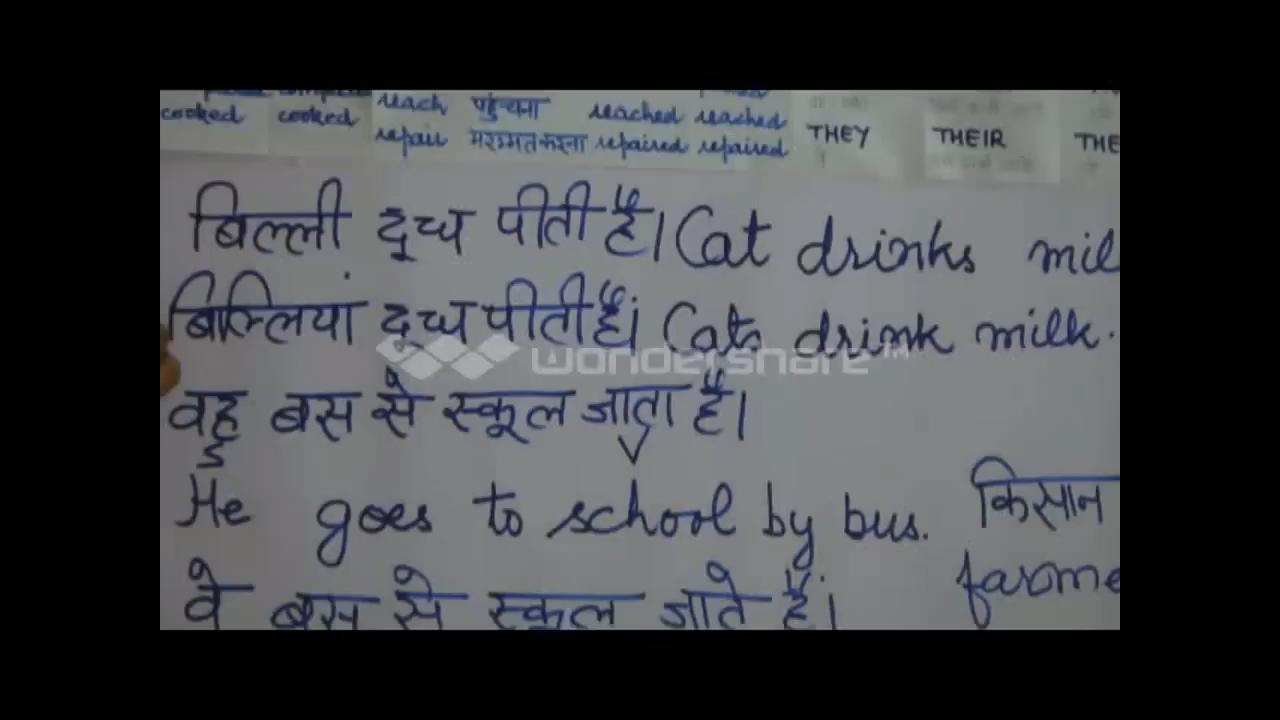 cooked cooked reach पहुंचना reached reached
repair मरम्मत करना repaired repaired THEY THEIR THE
बिल्ली दूध पीती है। Cat drinks mil
बिल्लियां दूध पीती हैं। Cats drink milk.
wondershare™
वह बस से स्कूल जाता है।
He goes to school by bus. किसान
farme
वे बस से स्कूल जाते हैं।